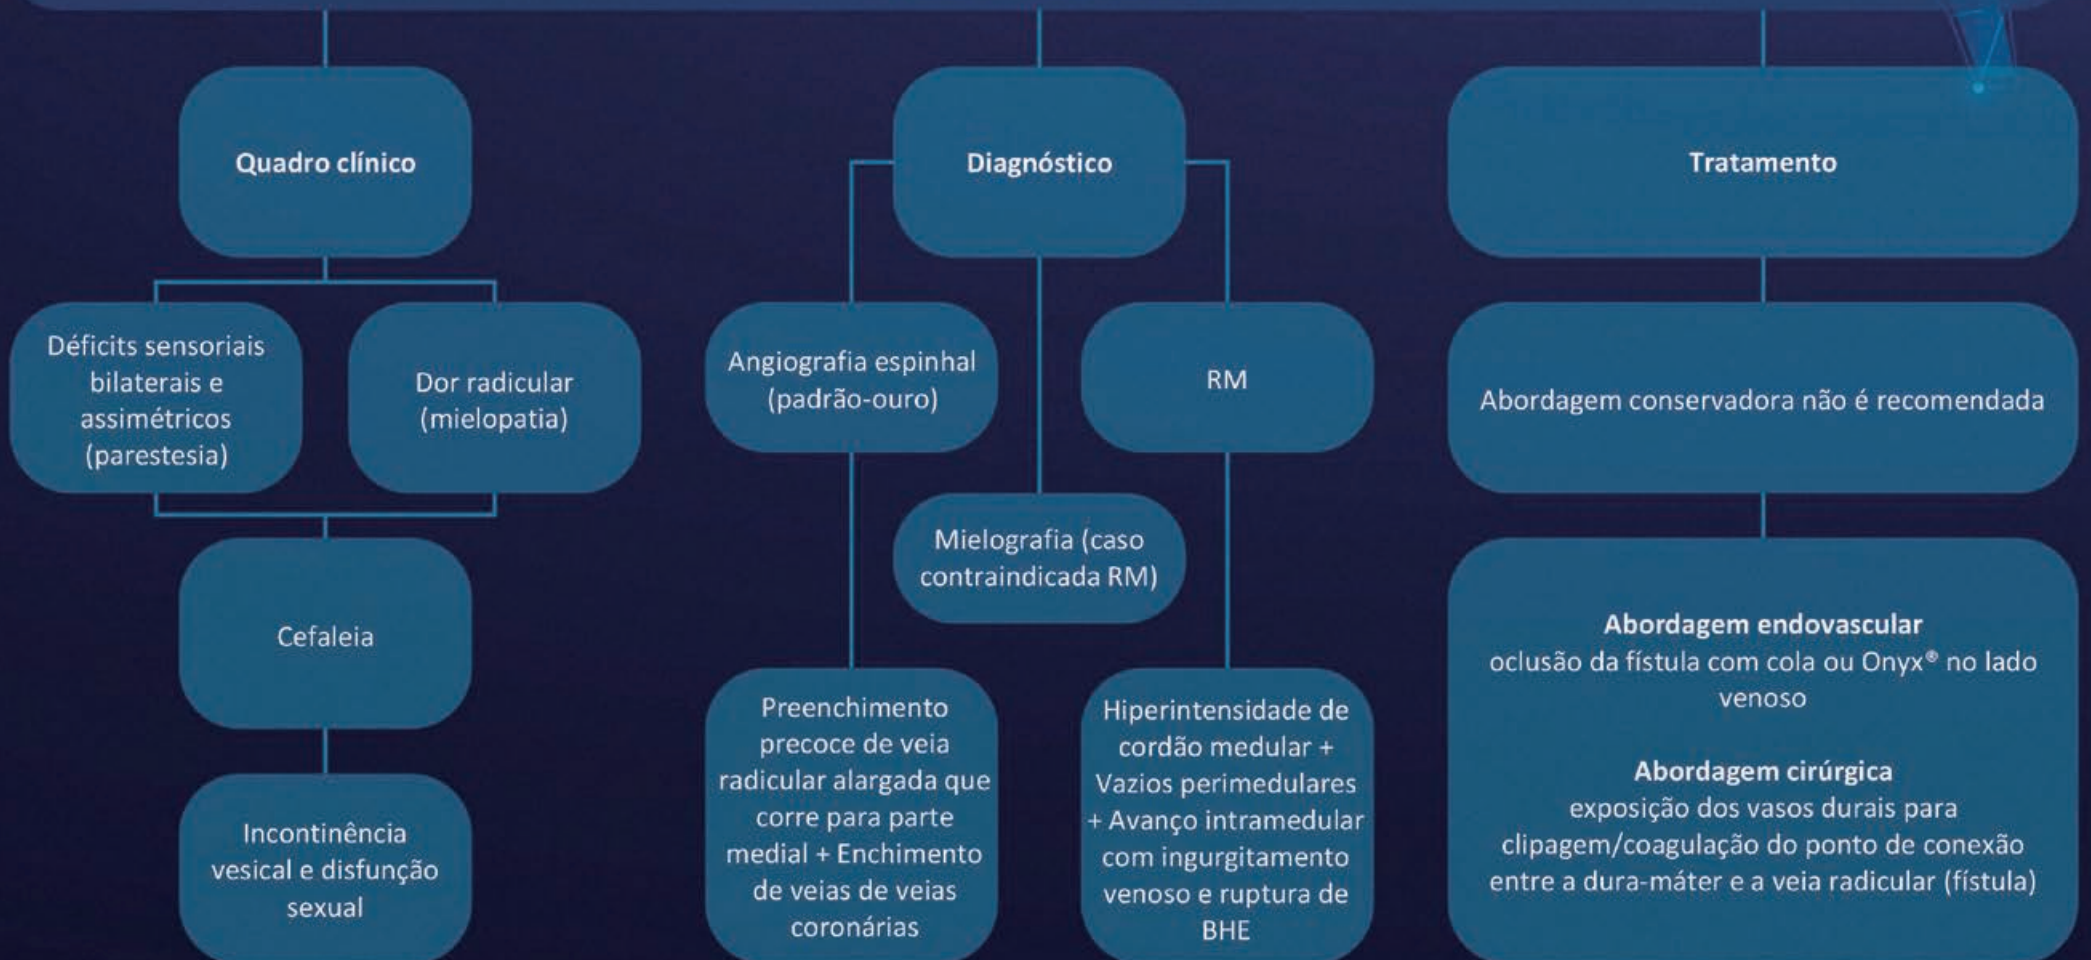 Quadro clínico
Déficits sensoriais
bilaterais e
assimétricos
(parestesia)
Dor radicular
(mielopatia)
Cefaleia
Incontinência
vesical e disfunção
sexual
Diagnóstico
Angiografia espinhal
(padrão-ouro)
RM
Mielografia (caso
contraindicada RM)
Preenchimento
precoce de veia
radicular alargada que
corre para parte
medial + Enchimento
de veias de veias
coronárias
Hiperintensidade de
cordão medular +
Vazios perimedulares
+ Avanço intramedular
com ingurgitamento
venoso e ruptura de
BHE
Tratamento
Abordagem conservadora não é recomendada
Abordagem endovascular
oclusão da fístula com cola ou Onyx® no lado
venoso
Abordagem cirúrgica
exposição dos vasos durais para
clipagem/coagulação do ponto de conexão
entre a dura-máter e a veia radicular (fístula)